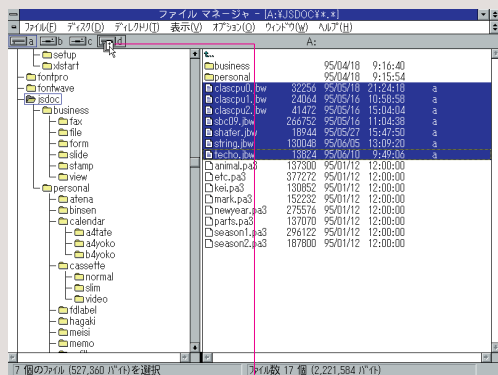 ファイル マネージャ - [A:¥JSDOC¥*.*]
ファイル(F) ディスク(D) ディレクトリ(T) 表示(V) オプション(O) ウィンドウ(W) ヘルプ(H)
a b c d A:
setup
xlstart
fontpro
fontwave
jsdoc
business
fax
file
form
slide
stamp
view
personal
atena
binsen
calendar
a4tate
a4yoko
b4yoko
cassette
normal
slim
video
fdlabel
hagaki
meisi
memo
business 95/04/18 9:16:40
personal 95/04/18 9:15:54
clascpu0.jbw 32256 95/05/18 21:24:18 a
clascpu1.jbw 24064 95/05/16 10:58:58 a
clascpu2.jbw 41472 95/05/16 15:04:04 a
sbc09.jbw 266752 95/05/16 11:04:38 a
shafer.jbw 18944 95/05/27 15:47:50 a
string.jbw 130048 95/06/05 13:09:20 a
techo.jbw 13824 95/06/10 9:49:06 a
animal.pa3 137300 95/01/12 12:00:00
etc.pa3 377272 95/01/12 12:00:00
kei.pa3 130852 95/01/12 12:00:00
mark.pa3 152232 95/01/12 12:00:00
newyear.pa3 275576 95/01/12 12:00:00
parts.pa3 137070 95/01/12 12:00:00
season1.pa3 296122 95/01/12 12:00:00
season2.pa3 187800 95/01/12 12:00:00
7 個のファイル (527,360 バイト)を選択 ファイル数 17 個 (2,221,584 バイト)